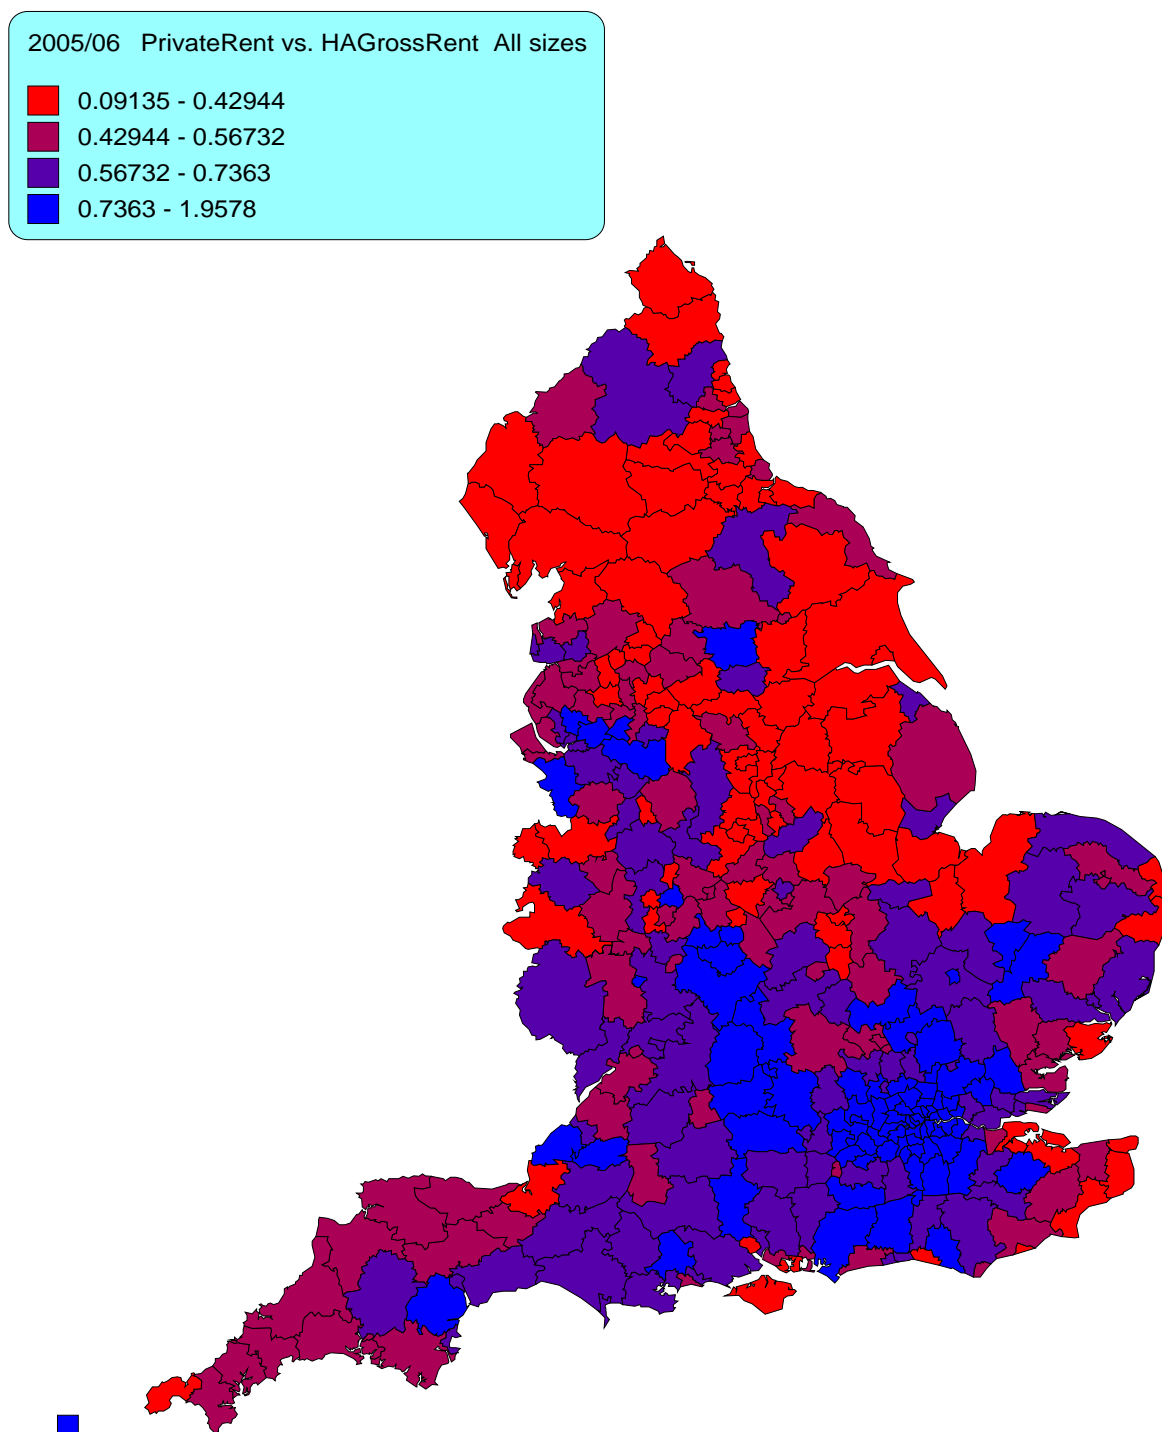 2005/06 PrivateRent vs. HAGrossRent All sizes
0.09135 - 0.42944
0.42944 - 0.56732
0.56732 - 0.7363
0.7363 - 1.9578